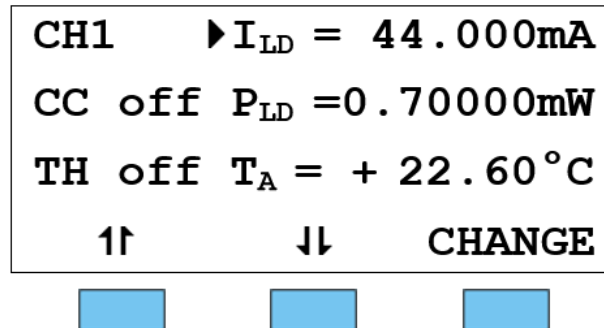 CH1 ▶I_LD = 44.000mA
CC off P_LD =0.70000mW
TH off T_A = + 22.60°C
↿↾ ⇃⇂ CHANGE